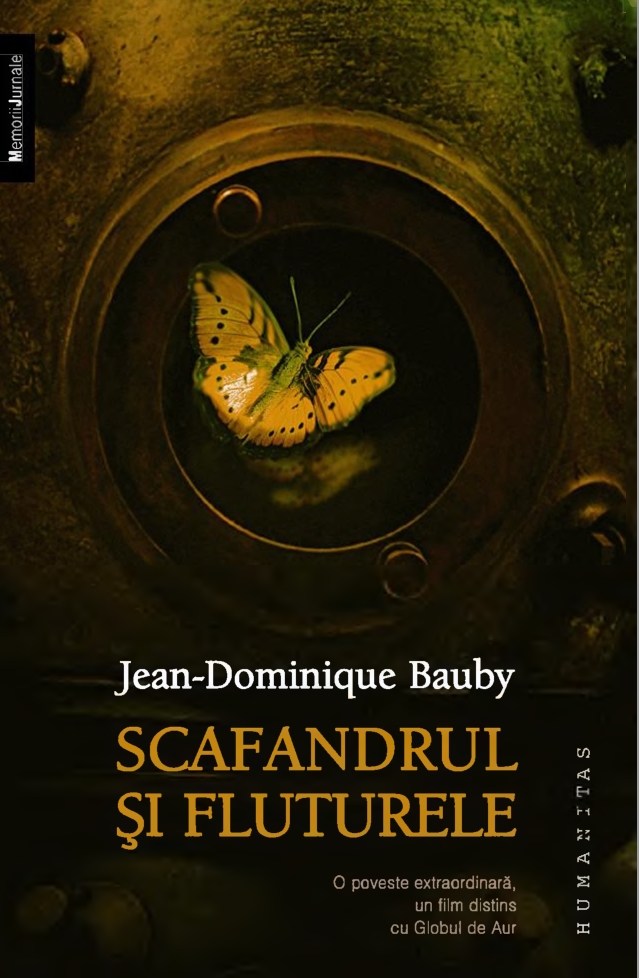 MemoriiJurnale
Jean-Dominique Bauby
SCAFANDRUL
ŞI FLUTURELE
O poveste extraordinară,
un film distins
cu Globul de Aur
HUMANITAS